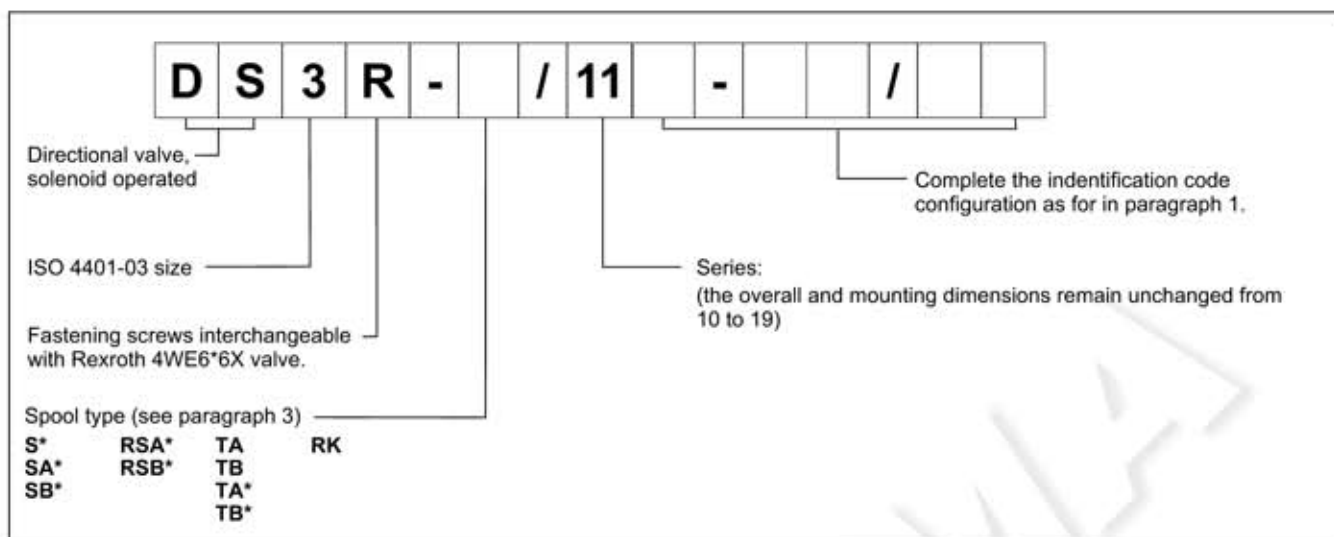 D S 3 R - / 11 - /
Directional valve,
solenoid operated
Complete the indentification code
configuration as for in paragraph 1.
ISO 4401-03 size
Series:
(the overall and mounting dimensions remain unchanged from
10 to 19)
Fastening screws interchangeable
with Rexroth 4WE6*6X valve.
Spool type (see paragraph 3)
S* RSA* TA RK
SA* RSB* TB
SB* TA*
TB*